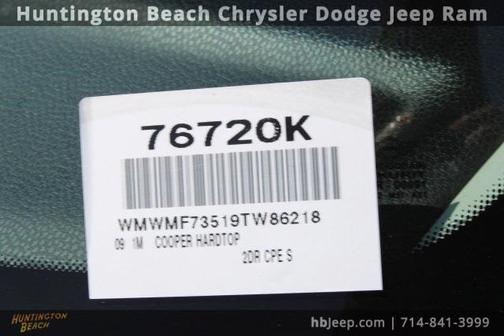 Huntington Beach Chrysler Dodge Jeep Ram
76720K
WMWMF73519TW86218
09 1M COOPER HARDTOP
2DR CPE S
HUNTINGTON
BEACH
hbjeep.com | 714-841-3999